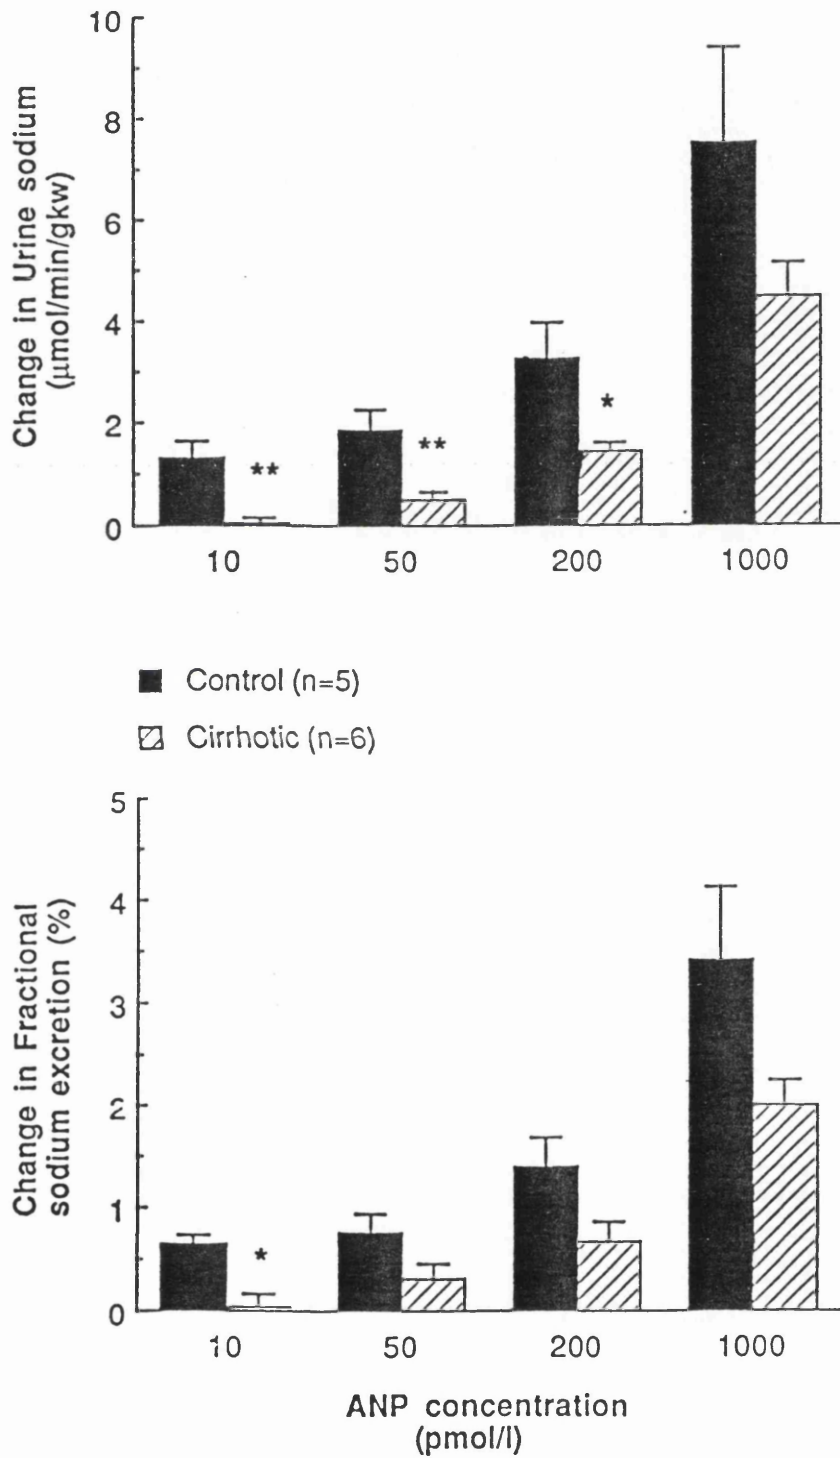 Change in Urine sodium
(μmol/min/gkw)
10
8
6
4
2
0
**
**
*
10 50 200 1000
Control (n=5)
Cirrhotic (n=6)
Change in Fractional
sodium excretion (%)
5
4
3
2
1
0
*
10 50 200 1000
ANP concentration
(pmol/l)